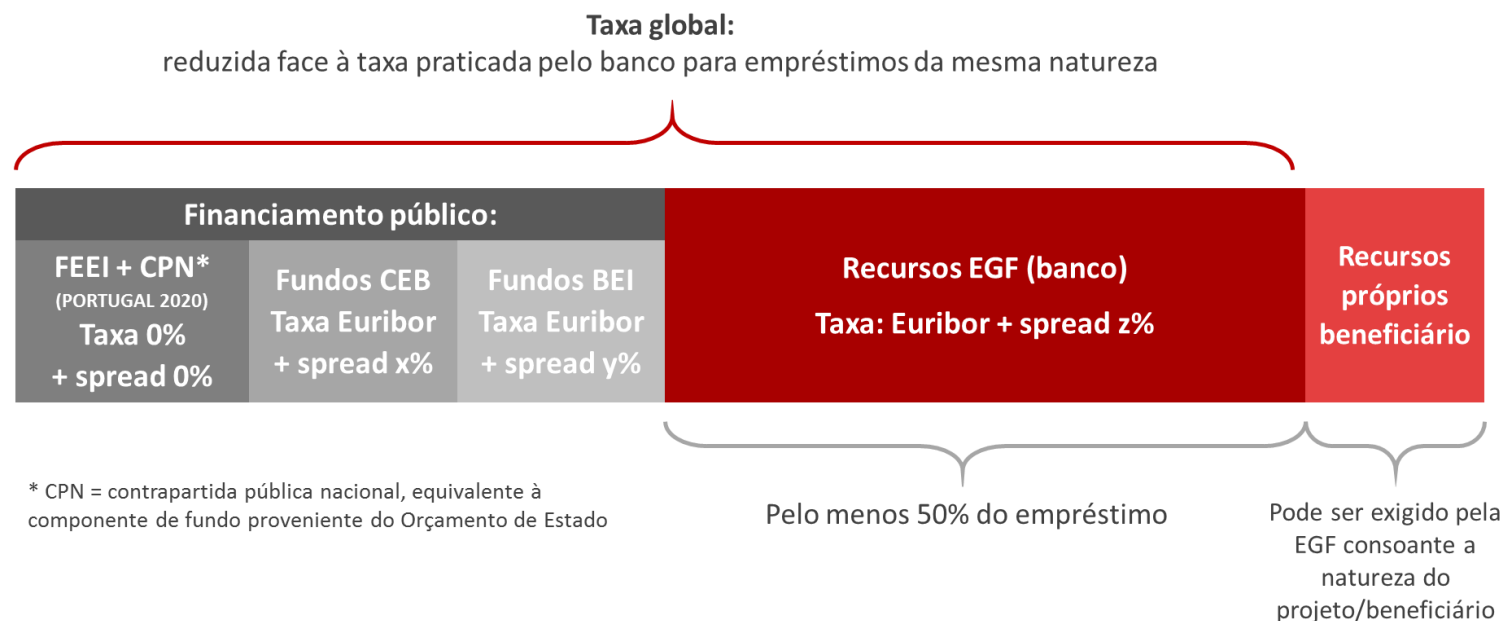 Taxa global:
reduzida face à taxa praticada pelo banco para empréstimos da mesma natureza
Financiamento público:
FEEI + CPN*
(PORTUGAL 2020)
Taxa 0%
+ spread 0%
Fundos CEB
Taxa Euribor
+ spread x%
Fundos BEI
Taxa Euribor
+ spread y%
Recursos EGF (banco)
Taxa: Euribor + spread z%
Recursos
próprios
beneficiário
* CPN = contrapartida pública nacional, equivalente à
componente de fundo proveniente do Orçamento de Estado
Pelo menos 50% do empréstimo
Pode ser exigido pela
EGF consoante a
natureza do
projeto/beneficiário